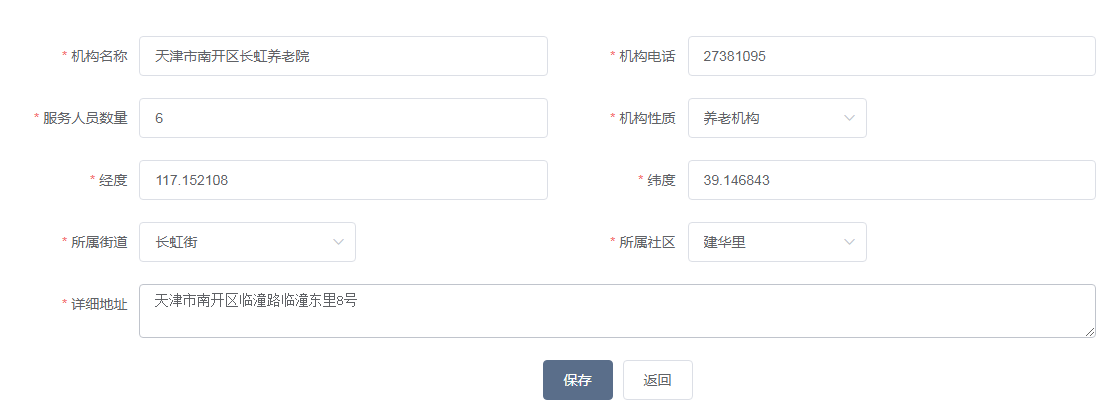 * 机构名称 天津市南开区长虹养老院 * 机构电话 27381095
* 服务人员数量 6 * 机构性质 养老机构
* 经度 117.152108 * 纬度 39.146843
* 所属街道 长虹街 * 所属社区 建华里
* 详细地址 天津市南开区临潼路临潼东里8号
保存 返回